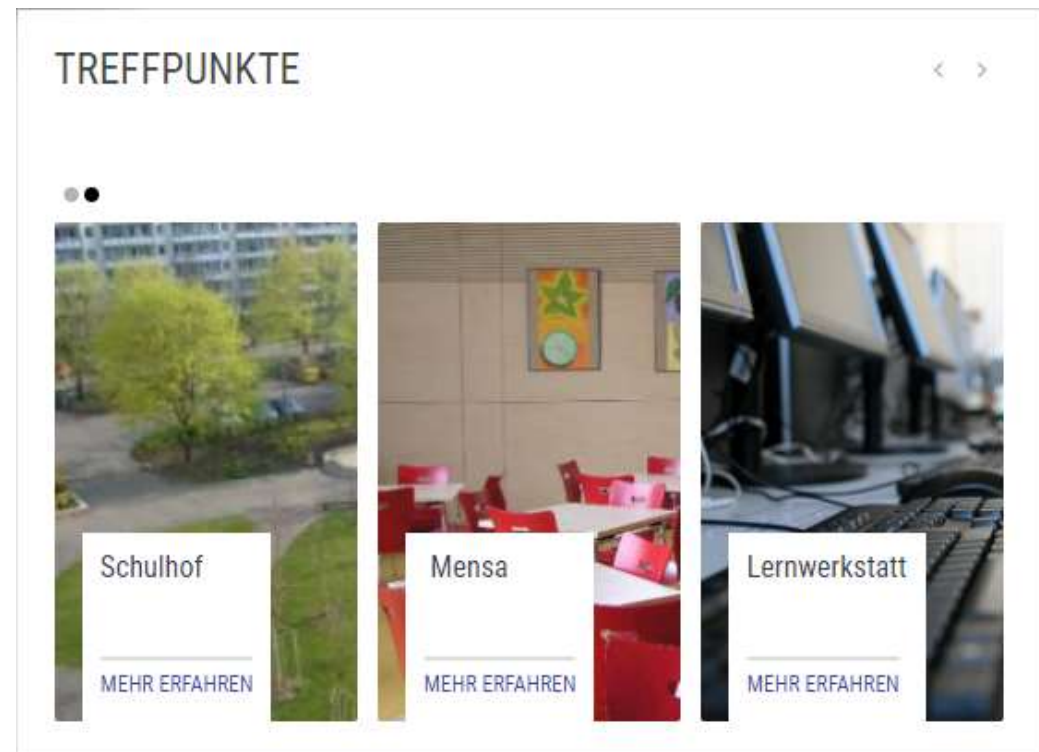 TREFFPUNKTE
Schulhof
MEHR ERFAHREN
Mensa
MEHR ERFAHREN
Lernwerkstatt
MEHR ERFAHREN